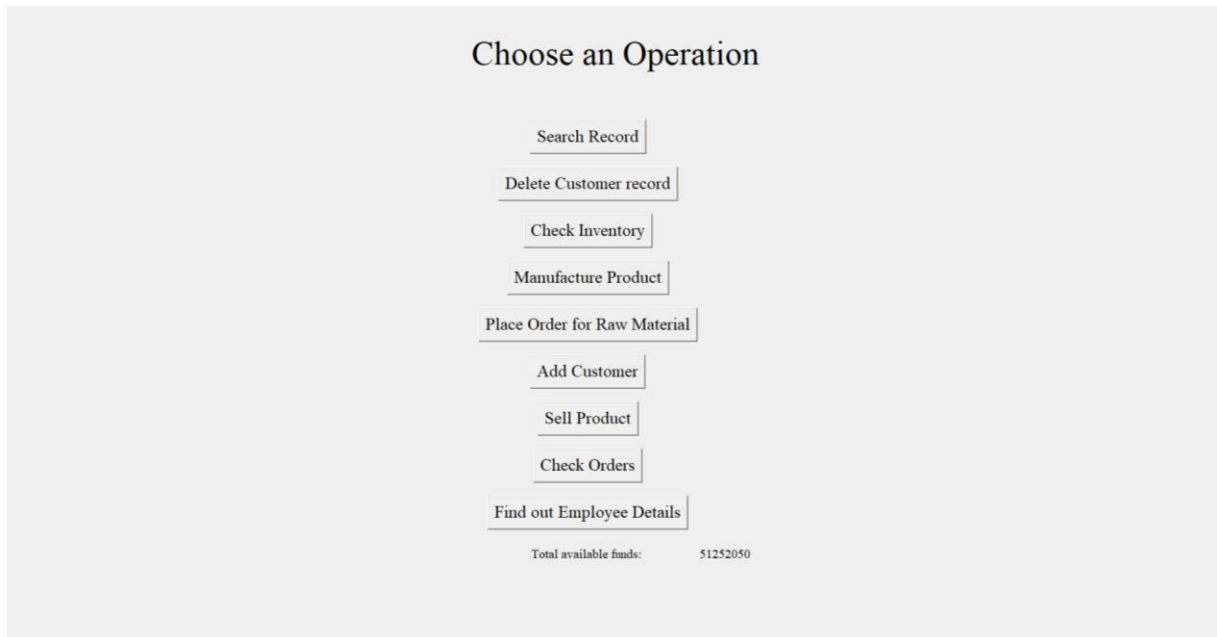 Choose an Operation
Search Record
Delete Customer record
Check Inventory
Manufacture Product
Place Order for Raw Material
Add Customer
Sell Product
Check Orders
Find out Employee Details
Total available funds: 51252050